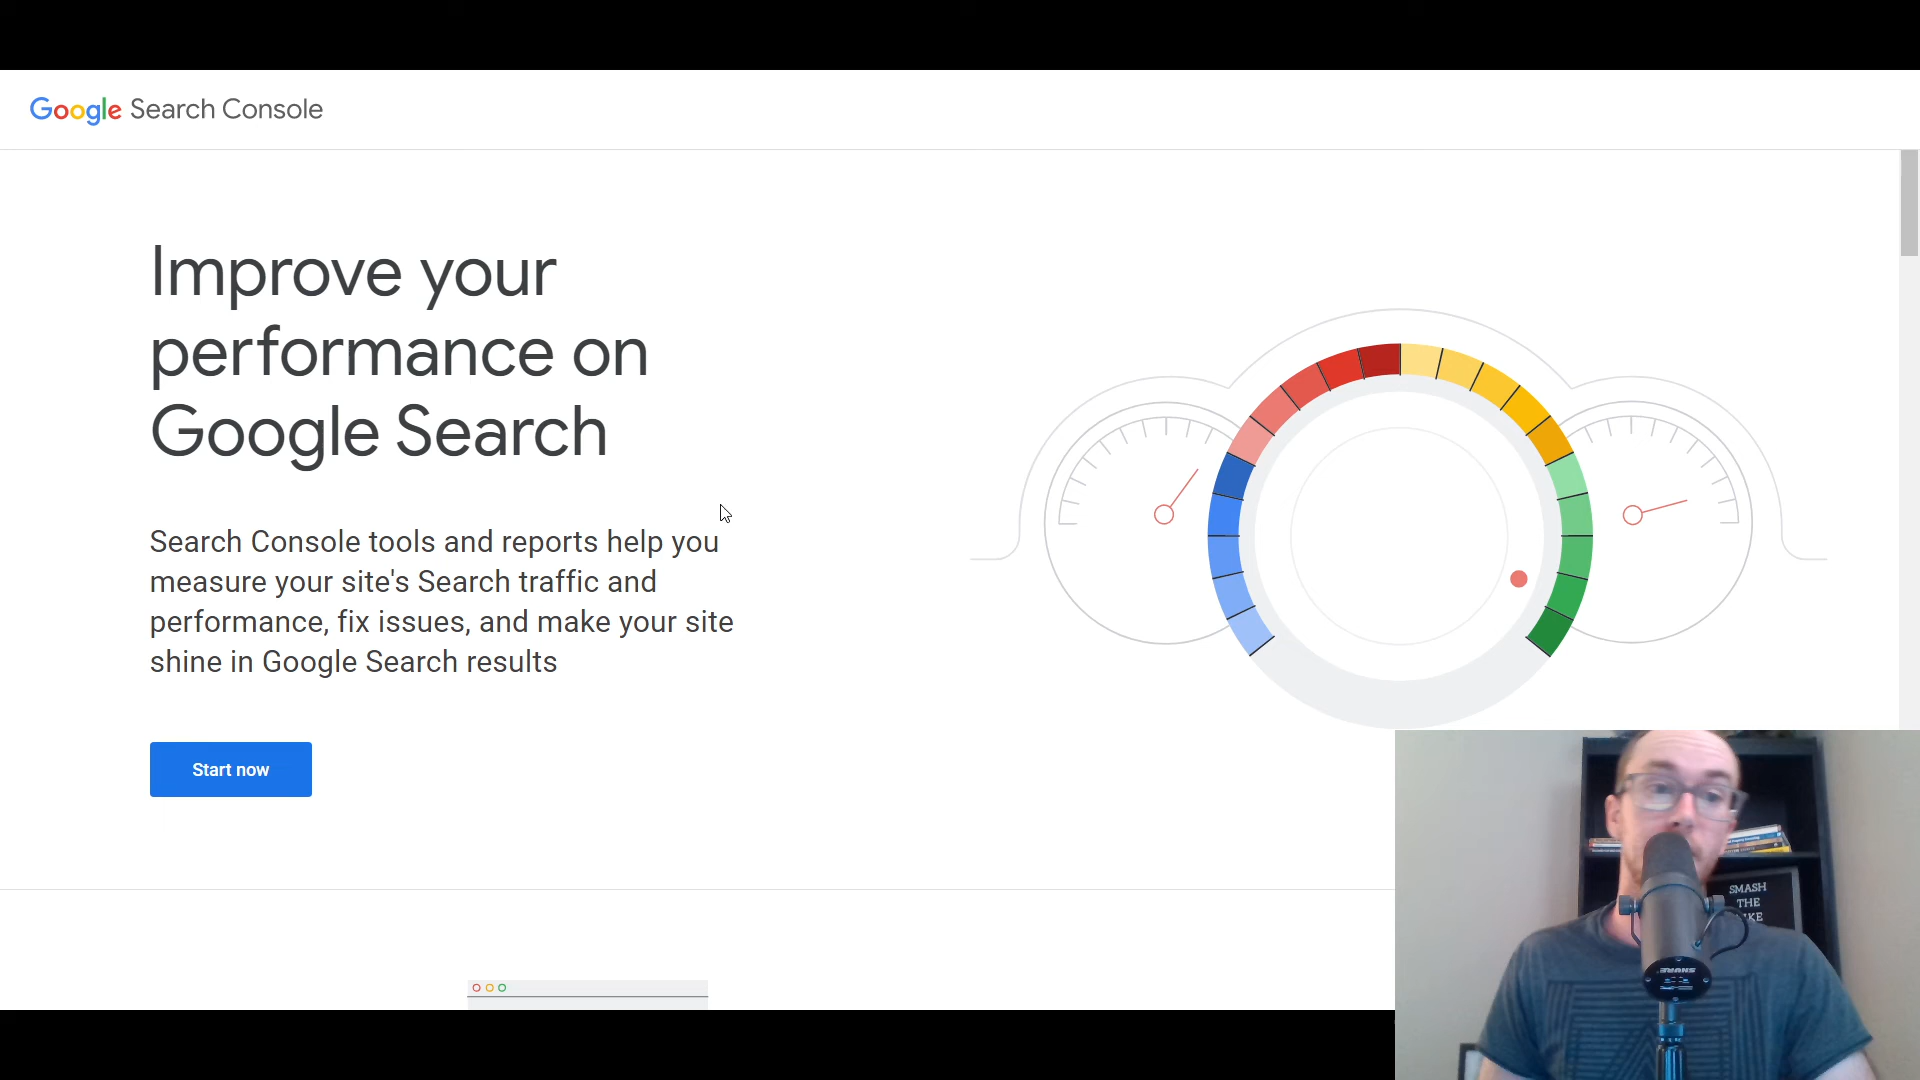 Google Search Console
Improve your
performance on
Google Search
Search Console tools and reports help you
measure your site's Search traffic and
performance, fix issues, and make your site
shine in Google Search results
Start now
SMASH
THE
SHURE